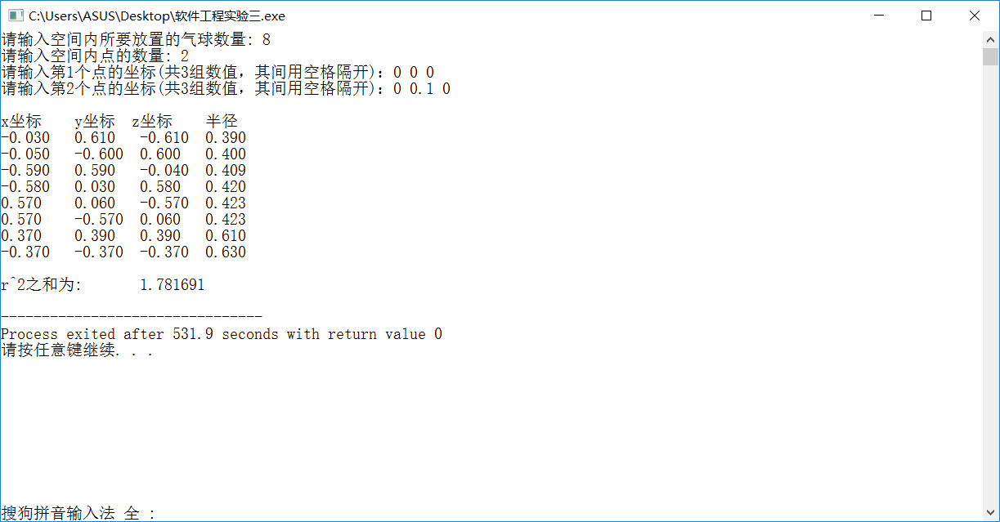 C:\Users\ASUS\Desktop\软件工程实验三.exe
请输入空间内所要放置的气球数量: 8
请输入空间内点的数量: 2
请输入第1个点的坐标(共3组数值，其间用空格隔开)：0 0 0
请输入第2个点的坐标(共3组数值，其间用空格隔开)：0 0.1 0
x坐标 y坐标 z坐标 半径
-0.030 0.610 -0.610 0.390
-0.050 -0.600 0.600 0.400
-0.590 0.590 -0.040 0.409
-0.580 0.030 0.580 0.420
0.570 0.060 -0.570 0.423
0.570 -0.570 0.060 0.423
0.370 0.390 0.390 0.610
-0.370 -0.370 -0.370 0.630
r^2之和为: 1.781691
--------------------------------
Process exited after 531.9 seconds with return value 0
请按任意键继续. . .
搜狗拼音输入法 全 :